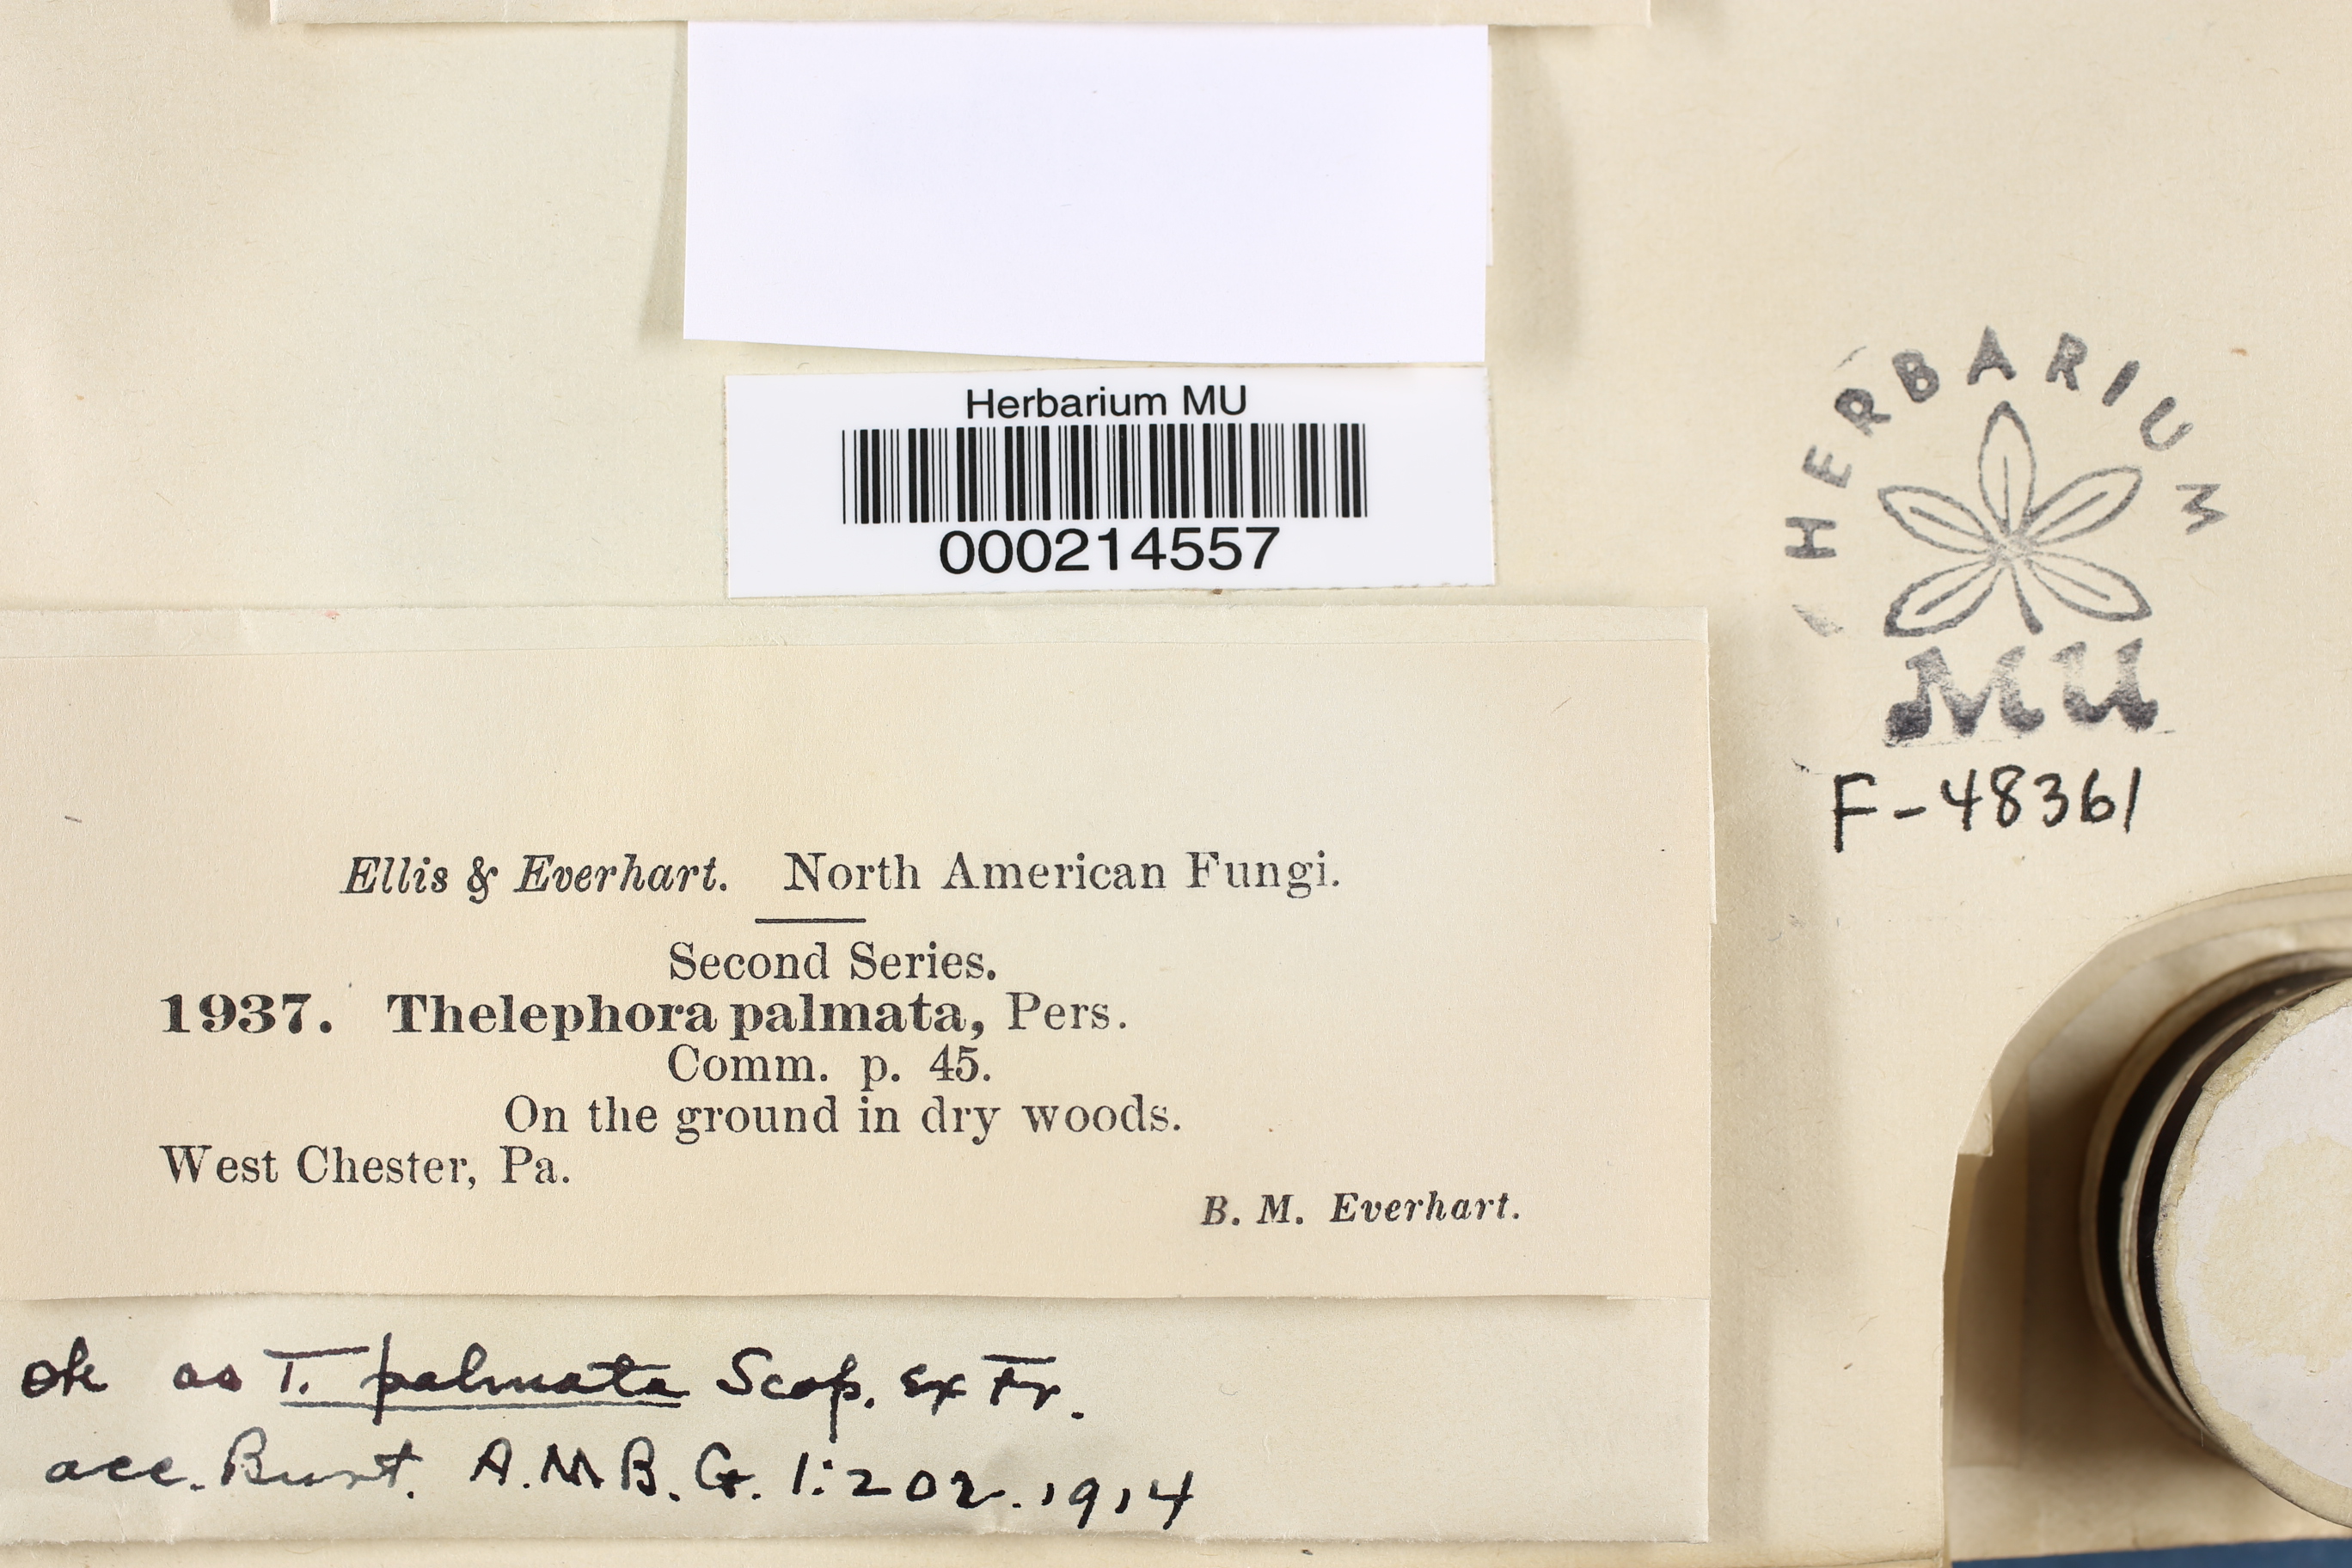 Herbarium MU
000214557
HERBARIUM
MU
F-48361
Ellis & Everhart. North American Fungi.
Second Series.
1937. Thelephora palmata, Pers.
Comm. p. 45.
On the ground in dry woods.
West Chester, Pa.
B. M. Everhart.
ok as T. palmata Scop. ex Fr.
acc. Burt. A.M.B.G. 1:202. 1914